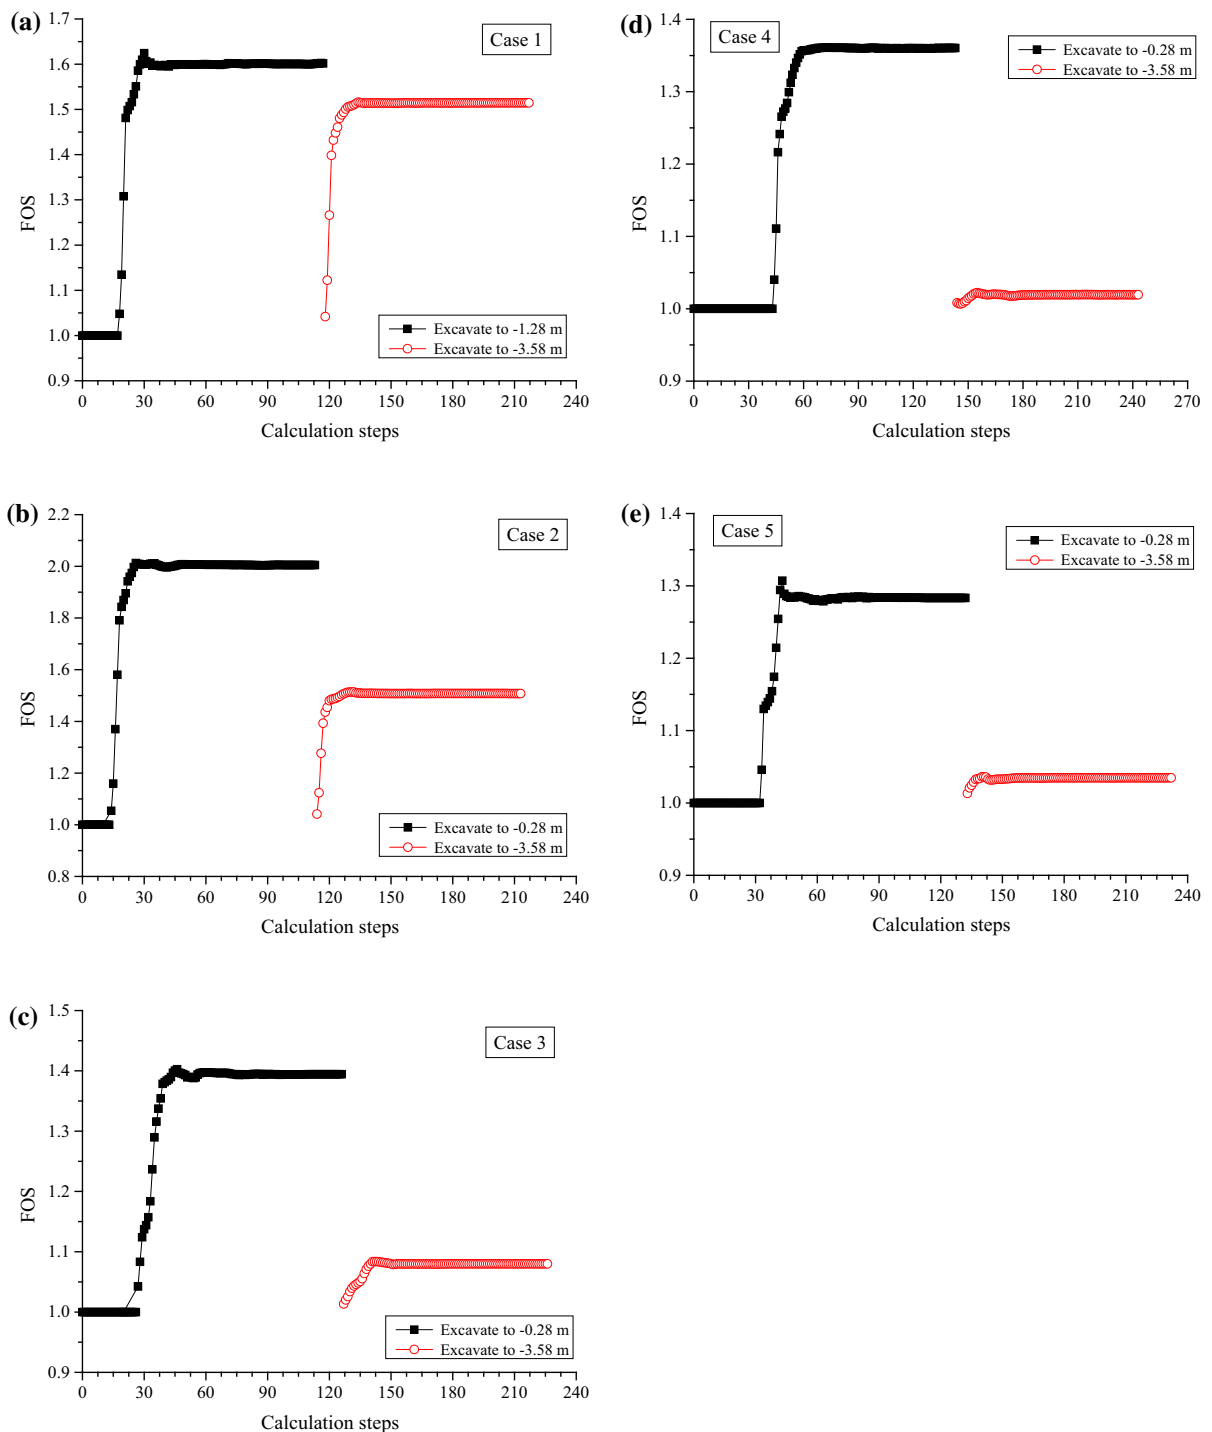 (a)
Case 1
1.7
1.6
1.5
1.4
1.3
1.2
1.1
1.0
0.9
FOS
0 30 60 90 120 150 180 210 240
Calculation steps
Excavate to -1.28 m
Excavate to -3.58 m
(d)
Case 4
1.4
1.3
1.2
1.1
1.0
0.9
FOS
0 30 60 90 120 150 180 210 240 270
Calculation steps
Excavate to -0.28 m
Excavate to -3.58 m
(b)
Case 2
2.2
2.0
1.8
1.6
1.4
1.2
1.0
0.8
FOS
0 30 60 90 120 150 180 210 240
Calculation steps
Excavate to -0.28 m
Excavate to -3.58 m
(e)
Case 5
1.4
1.3
1.2
1.1
1.0
0.9
FOS
0 30 60 90 120 150 180 210 240
Calculation steps
Excavate to -0.28 m
Excavate to -3.58 m
(c)
Case 3
1.5
1.4
1.3
1.2
1.1
1.0
0.9
FOS
0 30 60 90 120 150 180 210 240
Calculation steps
Excavate to -0.28 m
Excavate to -3.58 m